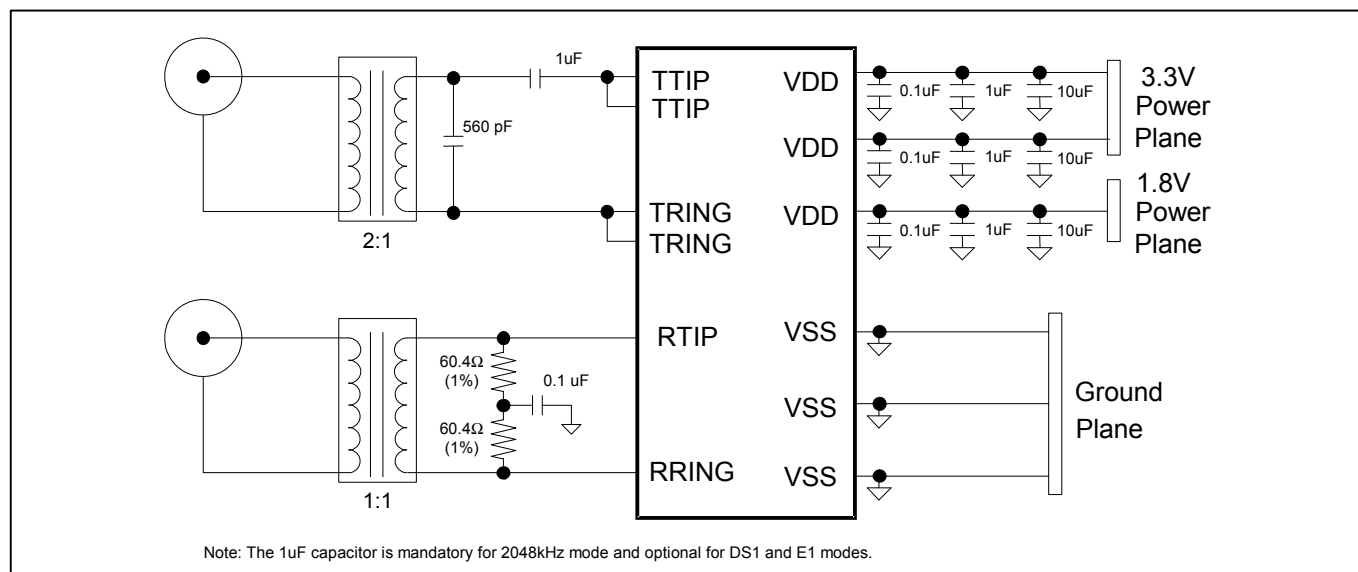 1uF
TTIP
TTIP
560 pF
TRING
TRING
2:1
VDD
0.1uF
1uF
10uF
3.3V
Power
Plane
VDD
0.1uF
1uF
10uF
VDD
0.1uF
1uF
10uF
1.8V
Power
Plane
RTIP
60.4Ω
(1%)
0.1 uF
60.4Ω
(1%)
RRING
1:1
VSS
VSS
VSS
Ground
Plane
Note: The 1uF capacitor is mandatory for 2048kHz mode and optional for DS1 and E1 modes.